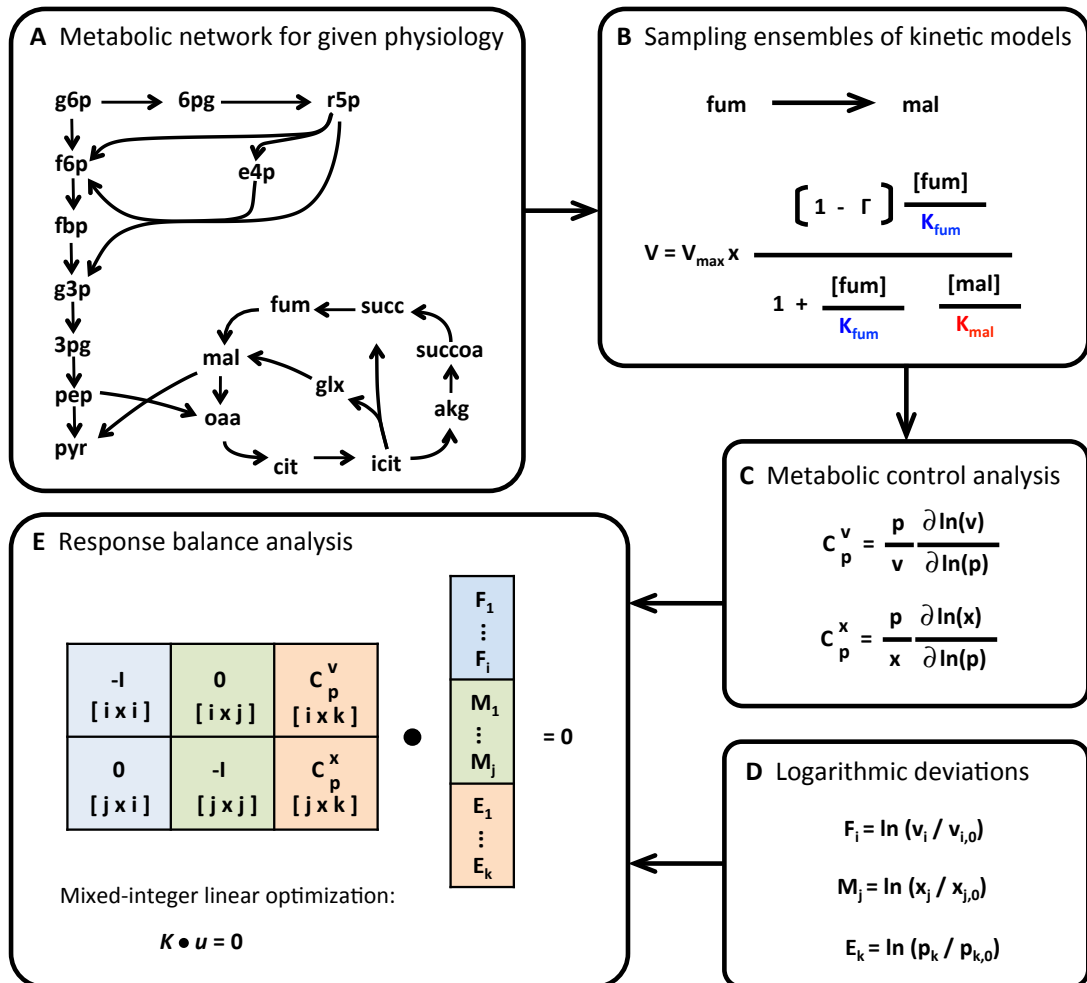 A Metabolic network for given physiology
g6p 6pg r5p
f6p e4p
fbp
g3p
fum succ
3pg
mal succoa
pep glx akg
oaa
pyr cit icit
B Sampling ensembles of kinetic models
fum mal
[1 - Γ] [fum]
K_fum
V = V_max x
1 + [fum] [mal]
K_fum K_mal
C Metabolic control analysis
C_p^v = p/v ∂ln(v)/∂ln(p)
C_p^x = p/x ∂ln(x)/∂ln(p)
E Response balance analysis
-I 0 C_p^v
[ i x i ] [ i x j ] [ i x k ]
0 -I C_p^x
[ j x i ] [ j x j ] [ j x k ]
●
F_1
⋮
F_i
M_1
⋮
M_j
E_1
⋮
E_k
= 0
Mixed-integer linear optimization:
K ● u = 0
D Logarithmic deviations
F_i = ln (v_i / v_i,0)
M_j = ln (x_j / x_j,0)
E_k = ln (p_k / p_k,0)